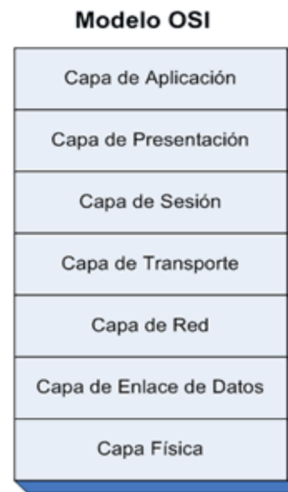 Modelo OSI
Capa de Aplicación
Capa de Presentación
Capa de Sesión
Capa de Transporte
Capa de Red
Capa de Enlace de Datos
Capa Física